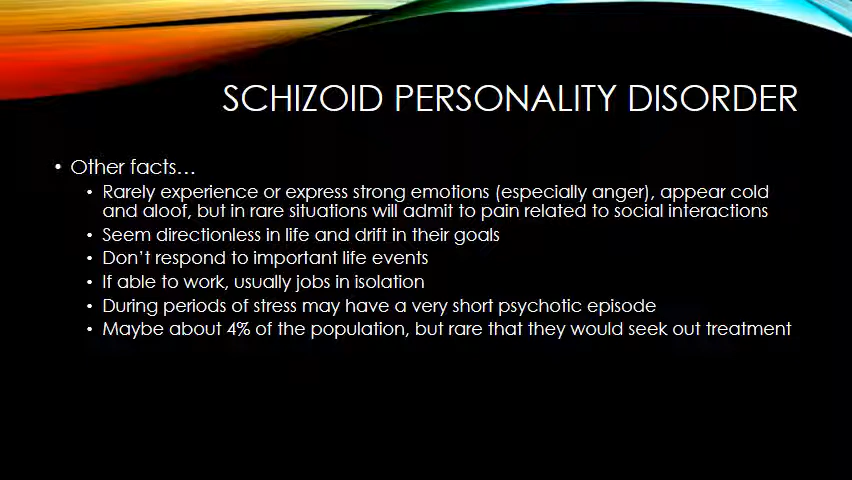 SCHIZOID PERSONALITY DISORDER
• Other facts…
• Rarely experience or express strong emotions (especially anger), appear cold
and aloof, but in rare situations will admit to pain related to social interactions
• Seem directionless in life and drift in their goals
• Don't respond to important life events
• If able to work, usually jobs in isolation
• During periods of stress may have a very short psychotic episode
• Maybe about 4% of the population, but rare that they would seek out treatment